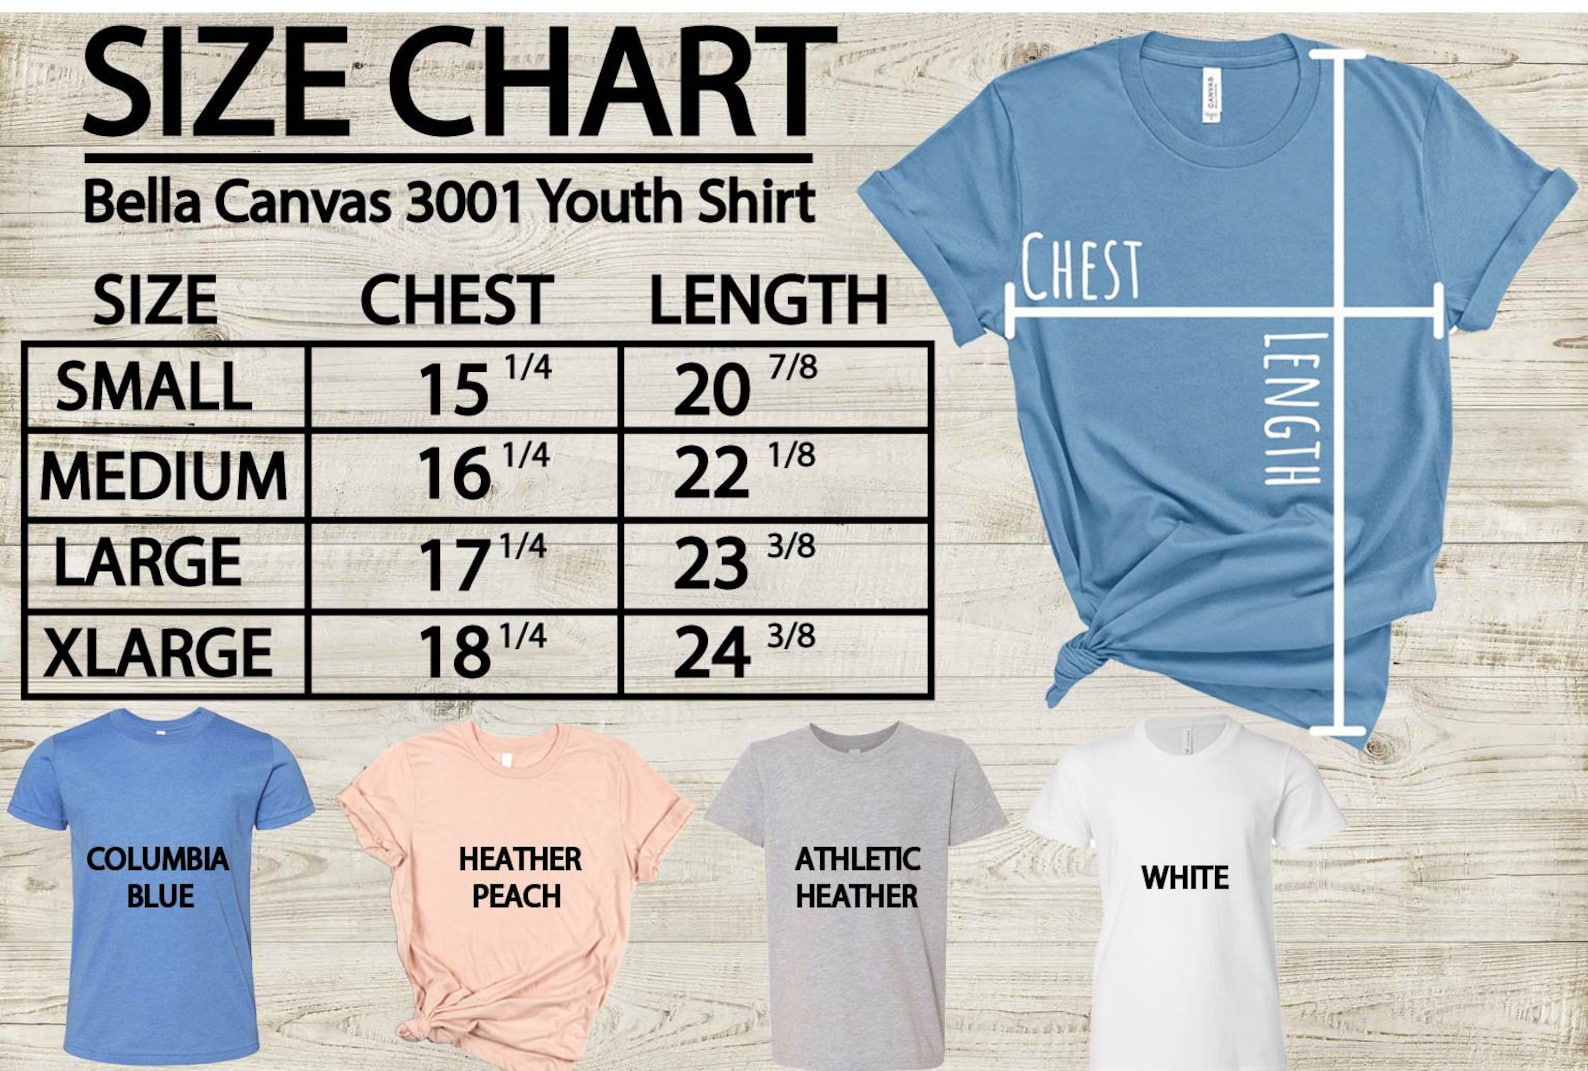 SIZE CHART
Bella Canvas 3001 Youth Shirt
SIZE CHEST LENGTH
SMALL 15 1/4 20 7/8
MEDIUM 16 1/4 22 1/8
LARGE 17 1/4 23 3/8
XLARGE 18 1/4 24 3/8
CANVAS
CHEST
LENGTH
COLUMBIA
BLUE
HEATHER
PEACH
ATHLETIC
HEATHER
WHITE